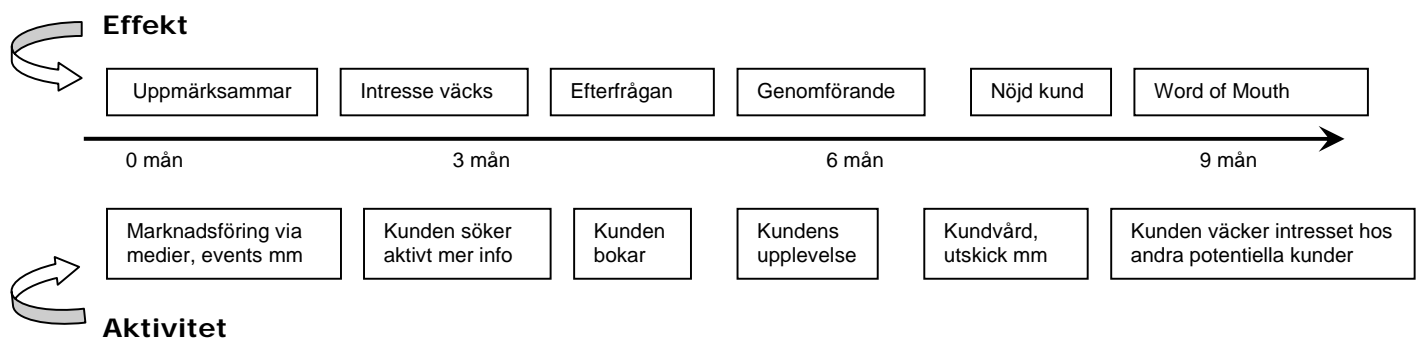 Effekt
Uppmärksammar
Intresse väcks
Efterfrågan
Genomförande
Nöjd kund
Word of Mouth
0 mån
3 mån
6 mån
9 mån
Marknadsföring via
medier, events mm
Kunden söker
aktivt mer info
Kunden
bokar
Kundens
upplevelse
Kundvård,
utskick mm
Kunden väcker intresset hos
andra potentiella kunder
Aktivitet